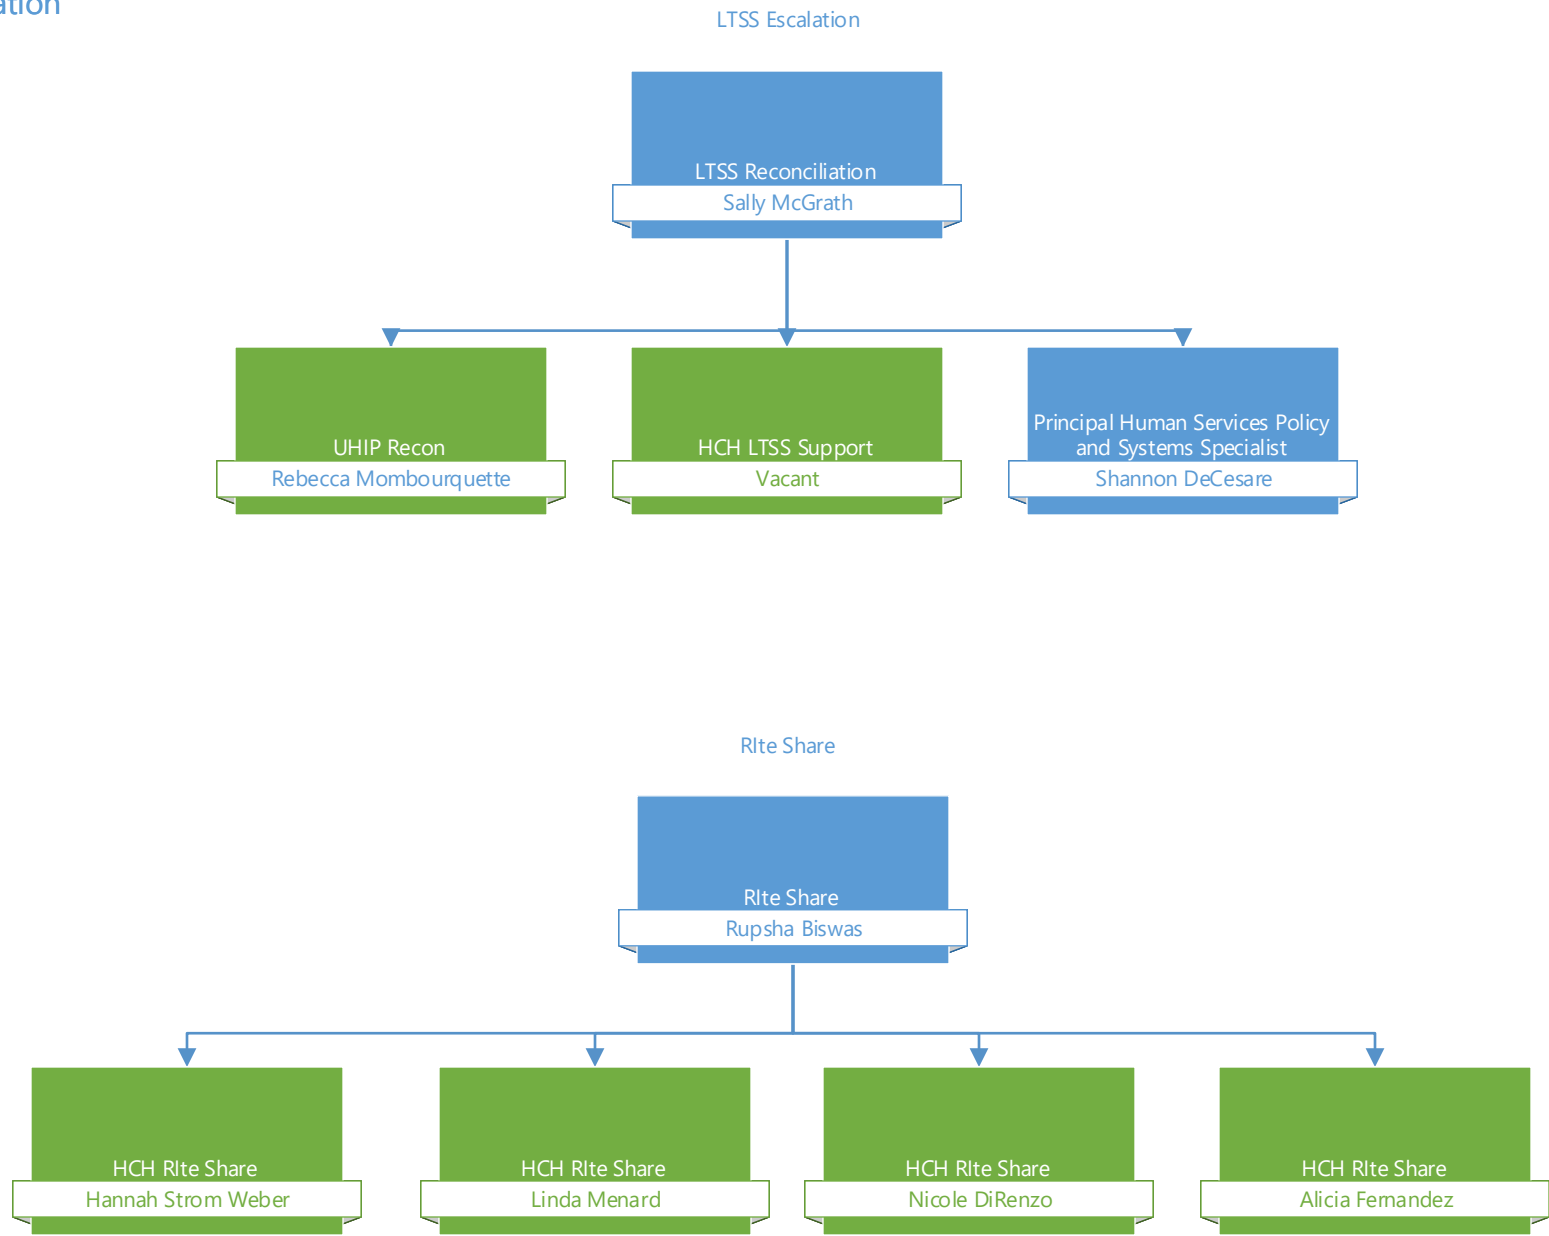 LTSS Escalation
LTSS Reconciliation
Sally McGrath
UHIP Recon
Rebecca Mombourquette
HCH LTSS Support
Vacant
Principal Human Services Policy
and Systems Specialist
Shannon DeCesare
RIte Share
RIte Share
Rupsha Biswas
HCH RIte Share
Hannah Strom Weber
HCH RIte Share
Linda Menard
HCH RIte Share
Nicole DiRenzo
HCH RIte Share
Alicia Fernandez